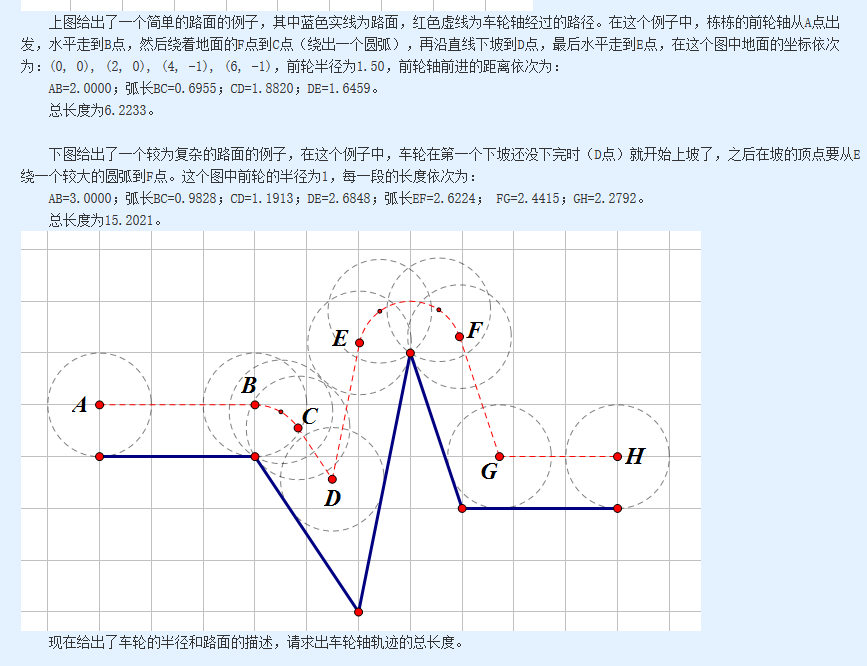 上图给出了一个简单的路面的例子，其中蓝色实线为路面，红色虚线为车轮轴经过的路径。在这个例子中，栋栋的前轮轴从A点出
发，水平走到B点，然后绕着地面的F点到C点（绕出一个圆弧），再沿直线下坡到D点，最后水平走到E点，在这个图中地面的坐标依次
为：(0, 0), (2, 0), (4, -1), (6, -1)，前轮半径为1.50，前轮轴前进的距离依次为：
AB=2.0000；弧长BC=0.6955；CD=1.8820；DE=1.6459。
总长度为6.2233。
下图给出了一个较为复杂的路面的例子，在这个例子中，车轮在第一个下坡还没下完时（D点）就开始上坡了，之后在坡的顶点要从E
绕一个较大的圆弧到F点。这个图中前轮的半径为1，每一段的长度依次为：
AB=3.0000；弧长BC=0.9828；CD=1.1913；DE=2.6848；弧长EF=2.6224； FG=2.4415；GH=2.2792。
总长度为15.2021。
E
F
B
A
C
G
H
D
现在给出了车轮的半径和路面的描述，请求出车轮轴轨迹的总长度。